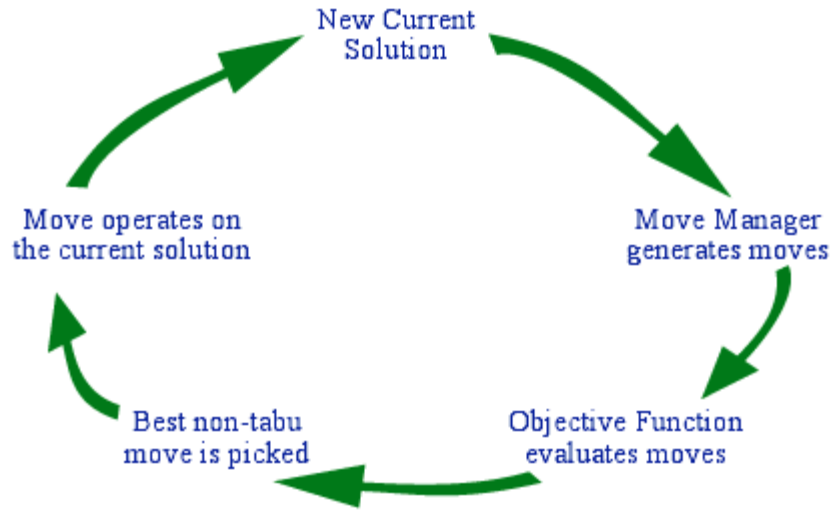 New Current
Solution
Move Manager
generates moves
Objective Function
evaluates moves
Best non-tabu
move is picked
Move operates on
the current solution